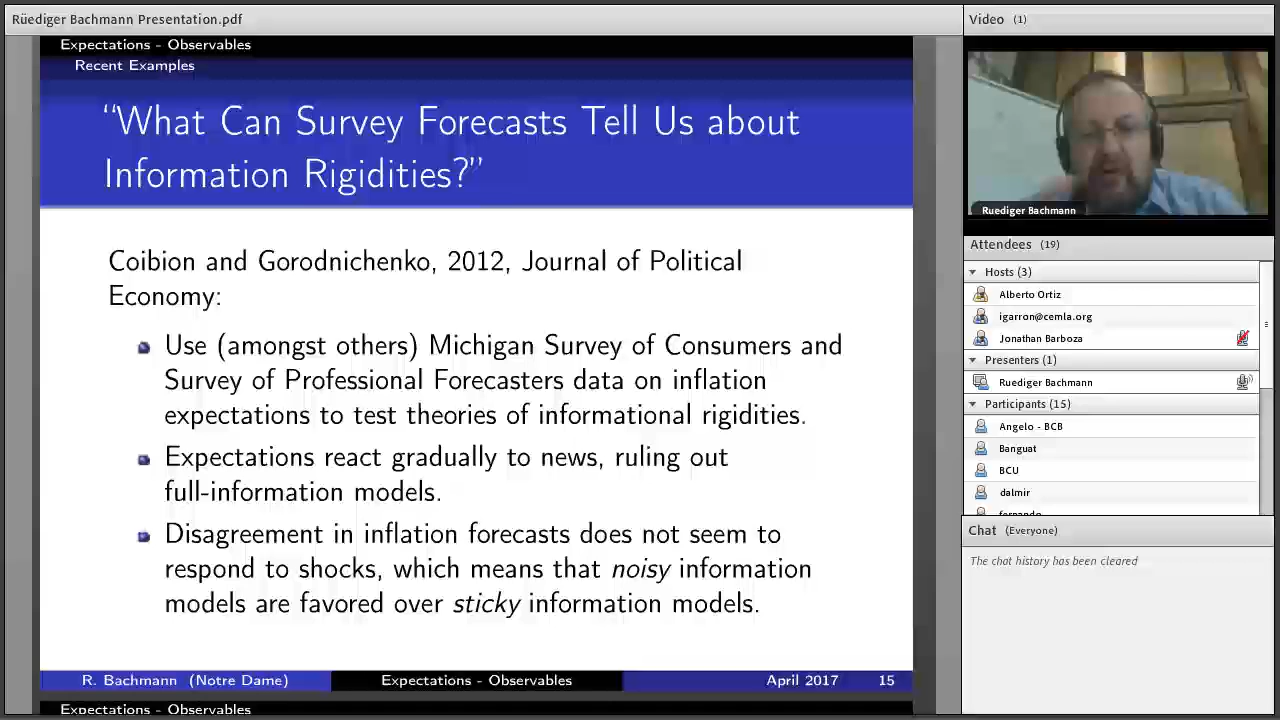 Rüediger Bachmann Presentation.pdf
Expectations - Observables
Recent Examples
“What Can Survey Forecasts Tell Us about
Information Rigidities?”
Coibion and Gorodnichenko, 2012, Journal of Political
Economy:
Use (amongst others) Michigan Survey of Consumers and
Survey of Professional Forecasters data on inflation
expectations to test theories of informational rigidities.
Expectations react gradually to news, ruling out
full-information models.
Disagreement in inflation forecasts does not seem to
respond to shocks, which means that noisy information
models are favored over sticky information models.
R. Bachmann (Notre Dame) Expectations - Observables April 2017 15
Expectations - Observables
Video (1)
Ruediger Bachmann
Attendees (19)
Hosts (3)
Alberto Ortiz
igarron@cemla.org
Jonathan Barboza
Presenters (1)
Ruediger Bachmann
Participants (15)
Angelo - BCB
Banguat
BCU
dalmir
fernando
Chat (Everyone)
The chat history has been cleared